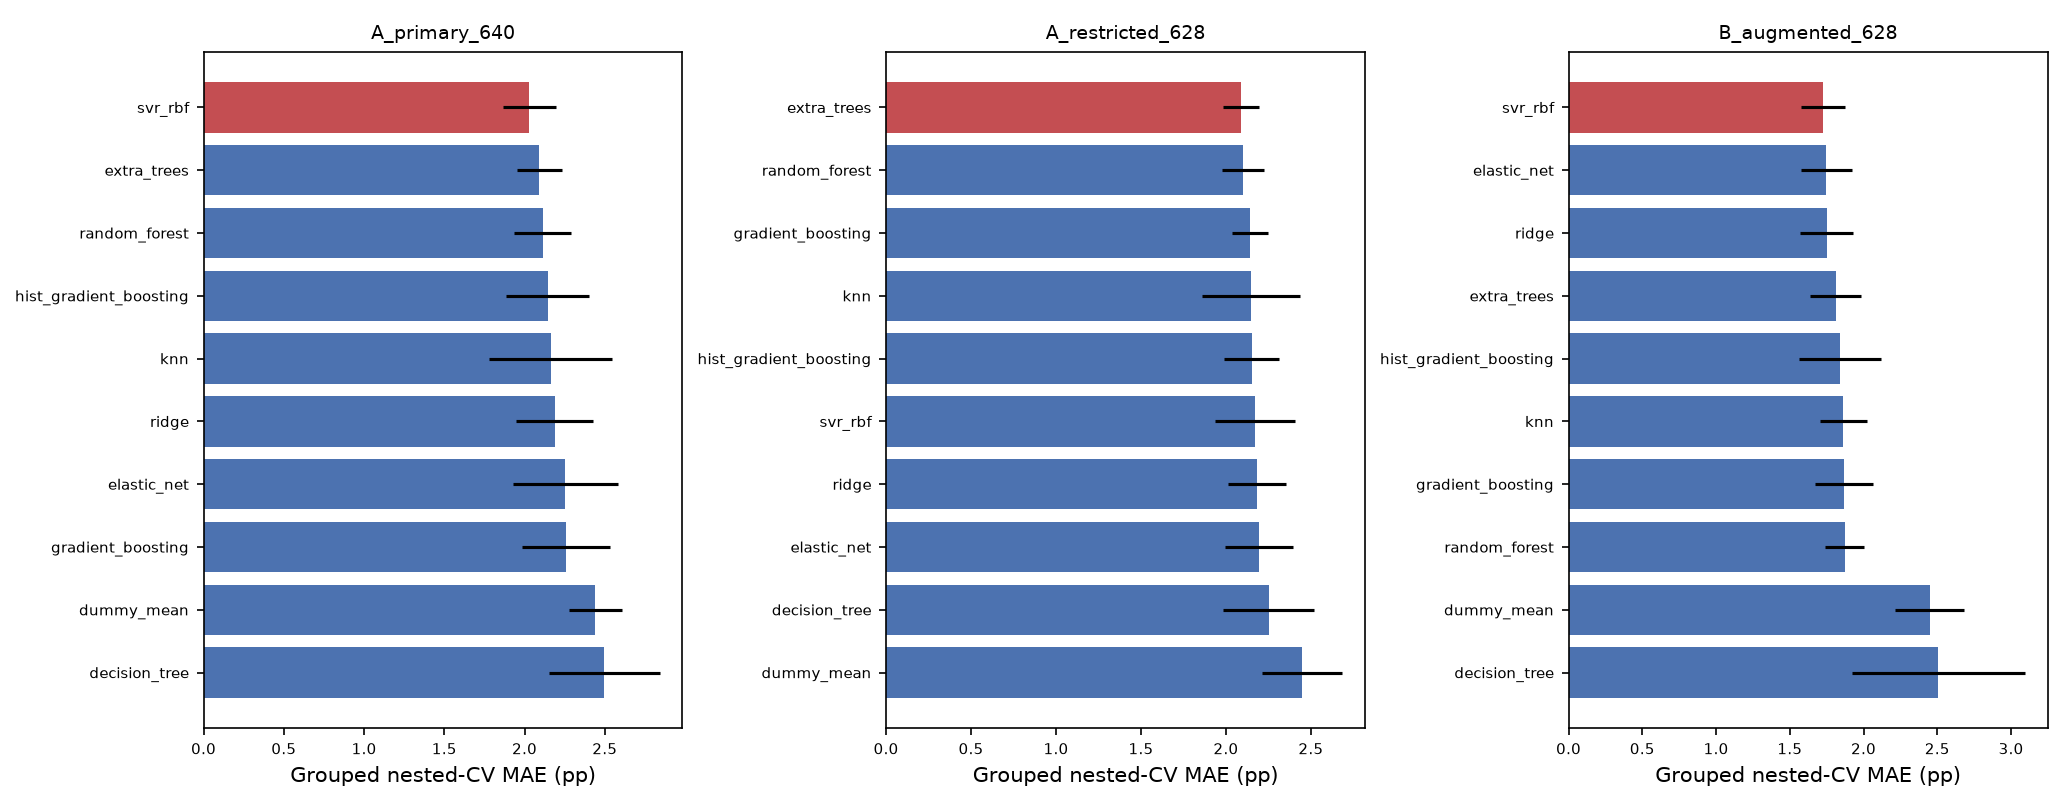 A_primary_640
svr_rbf
extra_trees
random_forest
hist_gradient_boosting
knn
ridge
elastic_net
gradient_boosting
dummy_mean
decision_tree
0.0 0.5 1.0 1.5 2.0 2.5
Grouped nested-CV MAE (pp)
A_restricted_628
extra_trees
random_forest
gradient_boosting
knn
hist_gradient_boosting
svr_rbf
ridge
elastic_net
decision_tree
dummy_mean
0.0 0.5 1.0 1.5 2.0 2.5
Grouped nested-CV MAE (pp)
B_augmented_628
svr_rbf
elastic_net
ridge
extra_trees
hist_gradient_boosting
knn
gradient_boosting
random_forest
dummy_mean
decision_tree
0.0 0.5 1.0 1.5 2.0 2.5 3.0
Grouped nested-CV MAE (pp)